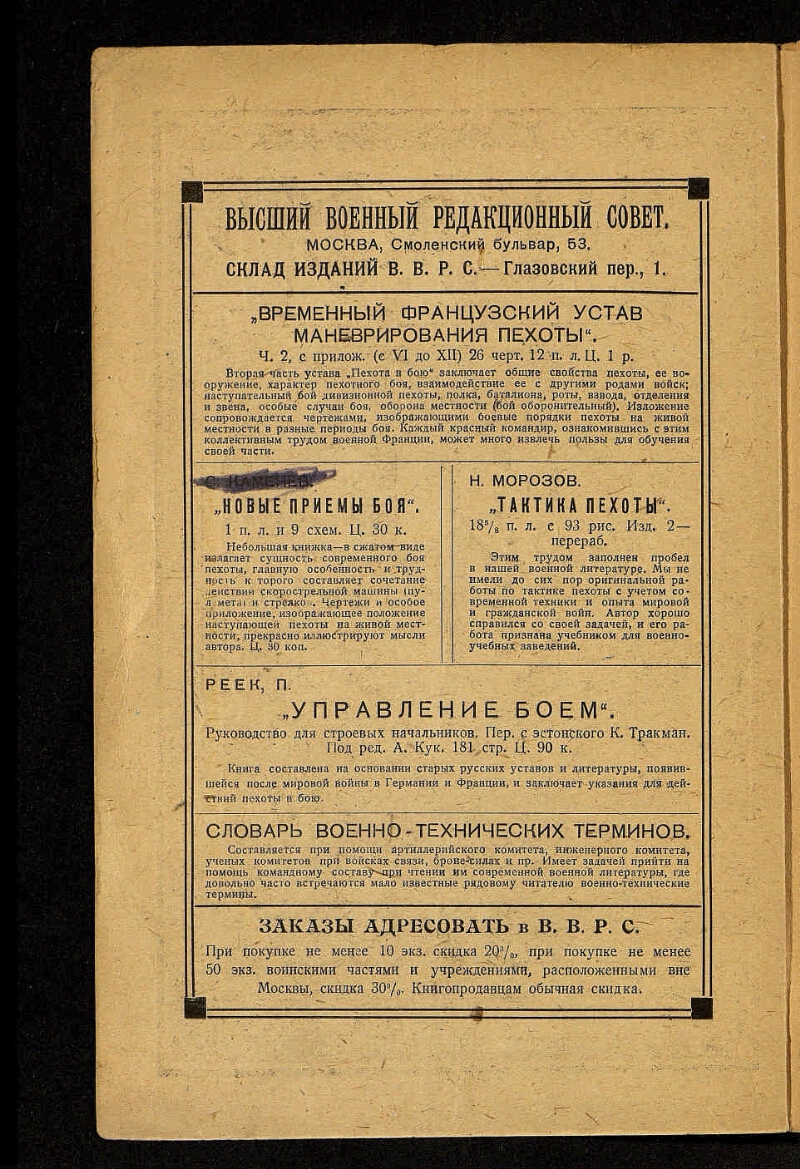 ВЫСШИЙ ВОЕННЫЙ РЕДАКЦИОННЫЙ СОВЕТ.
МОСКВА, Смоленский бульвар, 53.
СКЛАД ИЗДАНИЙ В. В. Р. С.—Глазовский пер., 1.
„ВРЕМЕННЫЙ ФРАНЦУЗСКИЙ УСТАВ
МАНЕВРИРОВАНИЯ ПЕХОТЫ“.
Ч. 2, с прилож. (с VI до XII) 26 черт. 12 п. л. Ц. 1 р.
Вторая часть устава „Пехота в бою“ заключает общие свойства пехоты, ее во-
оружение, характер пехотного боя, взаимодействие ее с другими родами войск;
наступательный бой дивизионной пехоты, полка, баталиона, роты, взвода, отделения
и звена, особые случаи боя, оборона местности (бой оборонительный). Изложение
сопровождается чертежами, изображающими боевые порядки пехоты на живой
местности в разные периоды боя. Каждый красный командир, ознакомившись с этим
коллективным трудом военной Франции, может много извлечь пользы для обучения
своей части.
С. КАМЕНЕВ.
„НОВЫЕ ПРИЕМЫ БОЯ“.
1 п. л. и 9 схем. Ц. 30 к.
Небольшая книжка—в сжатом виде
излагает сущность современного боя
пехоты, главную особенность и труд-
ность к торого составляет сочетание
действий скорострельной машины (пу-
л мета) и стрелко . Чертежи и особое
приложение, изображающее положение
наступающей пехоты на живой мест-
ности, прекрасно иллюстрируют мысли
автора. Ц. 30 коп.
Н. МОРОЗОВ.
„ТАКТИКА ПЕХОТЫ“.
18⁵/₈ п. л. с 93 рис. Изд. 2—
перераб.
Этим трудом заполнен пробел
в нашей военной литературе. Мы не
имели до сих пор оригинальной ра-
боты по тактике пехоты с учетом со-
временной техники и опыта мировой
и гражданской войн. Автор хорошо
справился со своей задачей, и его ра-
бота признана учебником для военно-
учебных заведений.
РЕЕК, П.
„УПРАВЛЕНИЕ БОЕМ“.
Руководство для строевых начальников. Пер. с эстонского К. Тракман.
Под ред. А. Кук. 181 стр. Ц. 90 к.
Книга составлена на основании старых русских уставов и литературы, появив-
шейся после мировой войны в Германии и Франции, и заключает указания для дей-
ствий пехоты в бою.
СЛОВАРЬ ВОЕННО-ТЕХНИЧЕСКИХ ТЕРМИНОВ.
Составляется при помощи артиллерийского комитета, инженерного комитета,
ученых комитетов при войсках связи, броне-силах и пр. Имеет задачей прийти на
помощь командному составу при чтении им современной военной литературы, где
довольно часто встречаются мало известные рядовому читателю военно-технические
термины.
ЗАКАЗЫ АДРЕСОВАТЬ в В. В. Р. С.
При покупке не менее 10 экз. скидка 20%, при покупке не менее
50 экз. воинскими частями и учреждениями, расположенными вне
Москвы, скидка 30%. Книгопродавцам обычная скидка.